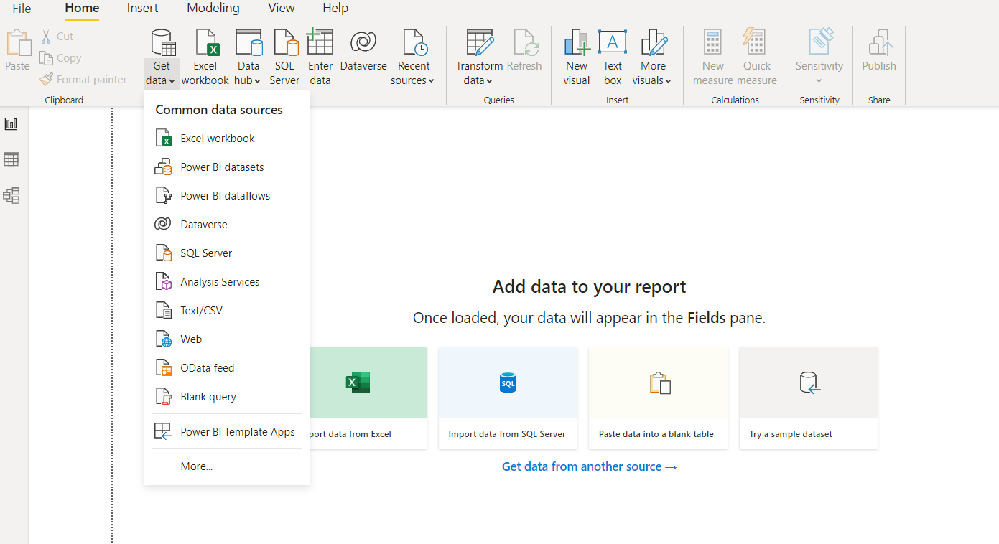 File Home Insert Modeling View Help
Paste
Cut
Copy
Format painter
Clipboard
Get
data
Excel
workbook
Data
hub
SQL
Server
Enter
data
Dataverse
Recent
sources
Transform
data
Refresh
Queries
New
visual
Text
box
More
visuals
Insert
New
measure
Quick
measure
Calculations
Sensitivity
Sensitivity
Publish
Share
Common data sources
Excel workbook
Power BI datasets
Power BI dataflows
Dataverse
SQL Server
Analysis Services
Text/CSV
Web
OData feed
Blank query
Power BI Template Apps
More...
Add data to your report
Once loaded, your data will appear in the Fields pane.
SQL
port data from Excel
Import data from SQL Server
Paste data into a blank table
Try a sample dataset
Get data from another source →